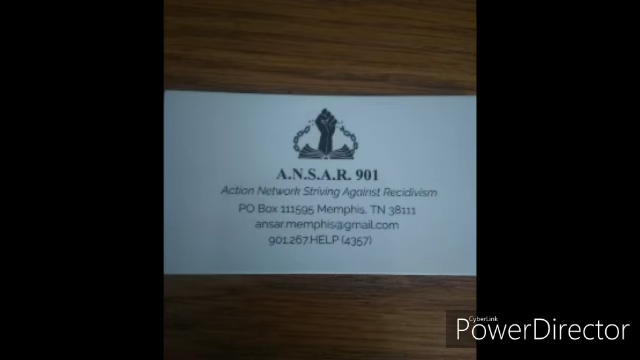 A.N.S.A.R. 901
Action Network Striving Against Recidivism
PO Box 111595 Memphis, TN 38111
ansar.memphis@gmail.com
901.267.HELP (4357)
CyberLink
PowerDirector